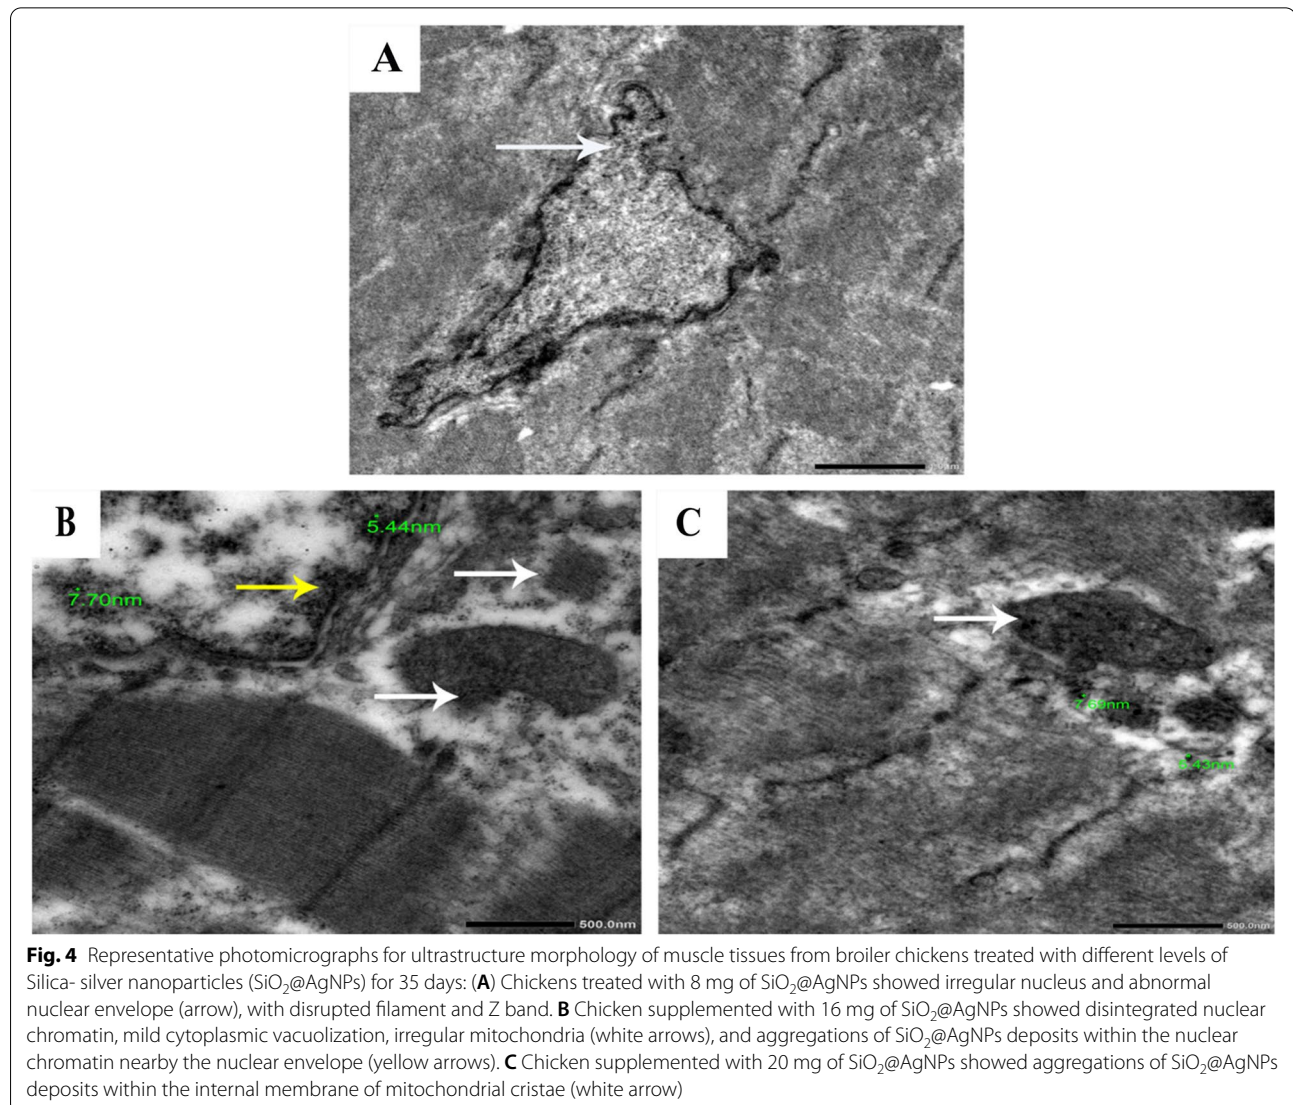 A
B
5.44nm
7.70nm
500.0nm
C
7.69nm
5.43nm
500.0nm
Fig. 4 Representative photomicrographs for ultrastructure morphology of muscle tissues from broiler chickens treated with different levels of
Silica- silver nanoparticles (SiO₂@AgNPs) for 35 days: (A) Chickens treated with 8 mg of SiO₂@AgNPs showed irregular nucleus and abnormal
nuclear envelope (arrow), with disrupted filament and Z band. B Chicken supplemented with 16 mg of SiO₂@AgNPs showed disintegrated nuclear
chromatin, mild cytoplasmic vacuolization, irregular mitochondria (white arrows), and aggregations of SiO₂@AgNPs deposits within the nuclear
chromatin nearby the nuclear envelope (yellow arrows). C Chicken supplemented with 20 mg of SiO₂@AgNPs showed aggregations of SiO₂@AgNPs
deposits within the internal membrane of mitochondrial cristae (white arrow)